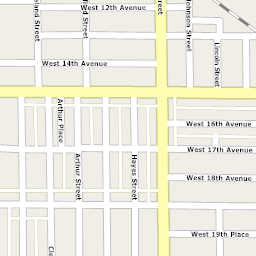 West 12th Avenue
Street
West 14th Avenue
Lincoln Street
Arthur Place
West 16th Avenue
West 17th Avenue
Arthur Street
Hayes Street
West 18th Avenue
West 19th Place